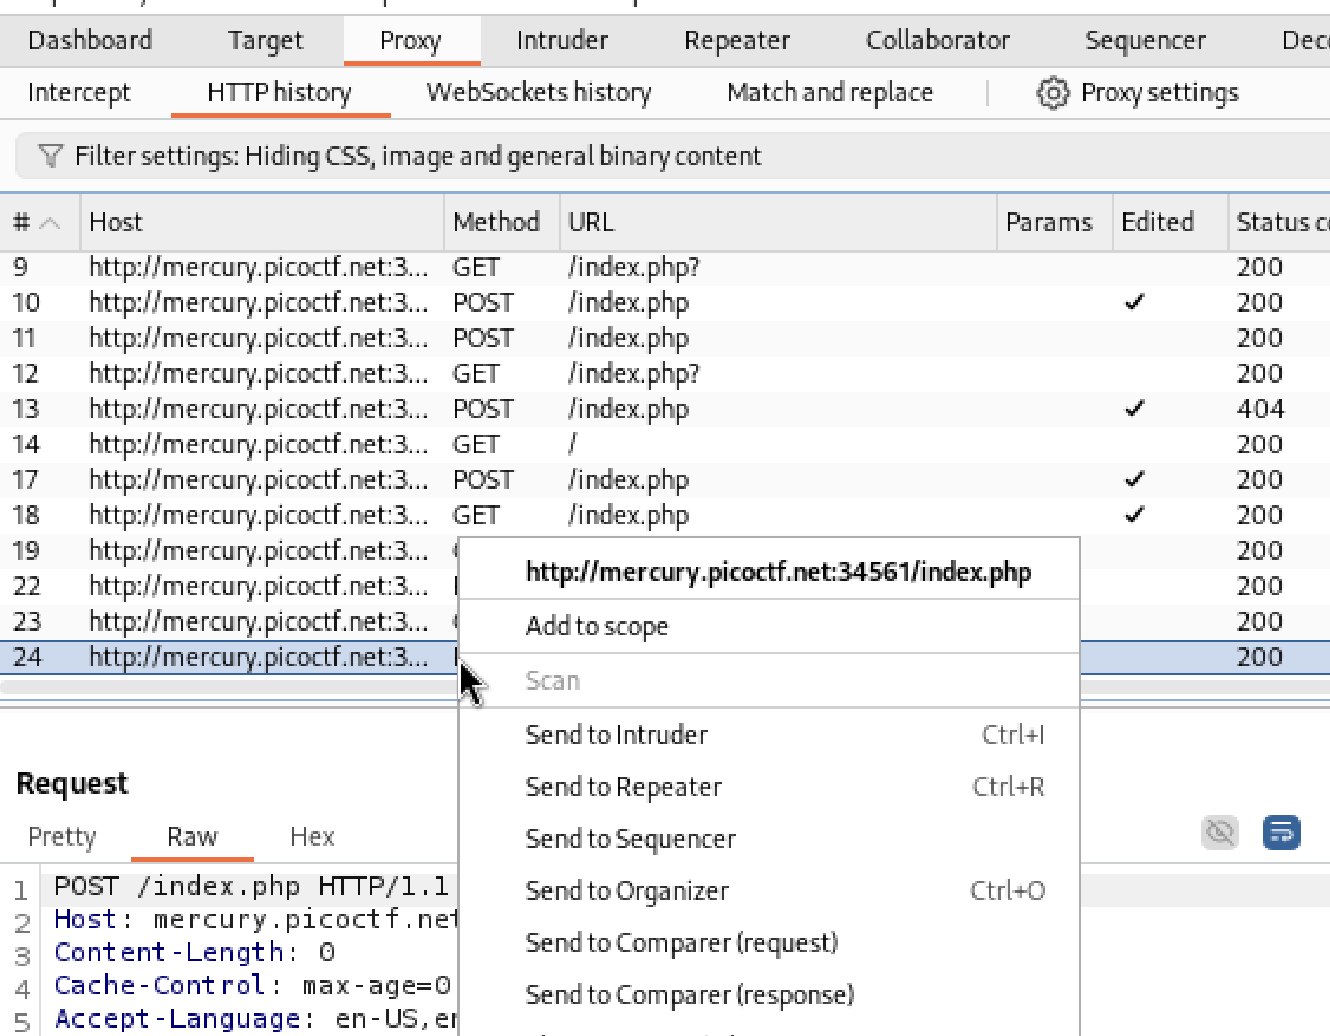 Dashboard Target Proxy Intruder Repeater Collaborator Sequencer
Intercept HTTP history WebSockets history Match and replace Proxy settings
Filter settings: Hiding CSS, image and general binary content
# Host Method URL Params Edited Status
9 http://mercury.picoctf.net:3... GET /index.php? 200
10 http://mercury.picoctf.net:3... POST /index.php ✓ 200
11 http://mercury.picoctf.net:3... POST /index.php 200
12 http://mercury.picoctf.net:3... GET /index.php? 200
13 http://mercury.picoctf.net:3... POST /index.php ✓ 404
14 http://mercury.picoctf.net:3... GET / 200
17 http://mercury.picoctf.net:3... POST /index.php ✓ 200
18 http://mercury.picoctf.net:3... GET /index.php ✓ 200
19 http://mercury.picoctf.net:3... 200
22 http://mercury.picoctf.net:3... 200
23 http://mercury.picoctf.net:3... 200
24 http://mercury.picoctf.net:3... 200
http://mercury.picoctf.net:34561/index.php
Add to scope
Scan
Send to Intruder Ctrl+I
Send to Repeater Ctrl+R
Send to Sequencer
Send to Organizer Ctrl+O
Send to Comparer (request)
Send to Comparer (response)
Request
Pretty Raw Hex
1 POST /index.php HTTP/1.1
2 Host: mercury.picoctf.net
3 Content-Length: 0
4 Cache-Control: max-age=0
5 Accept-Language: en-US,en